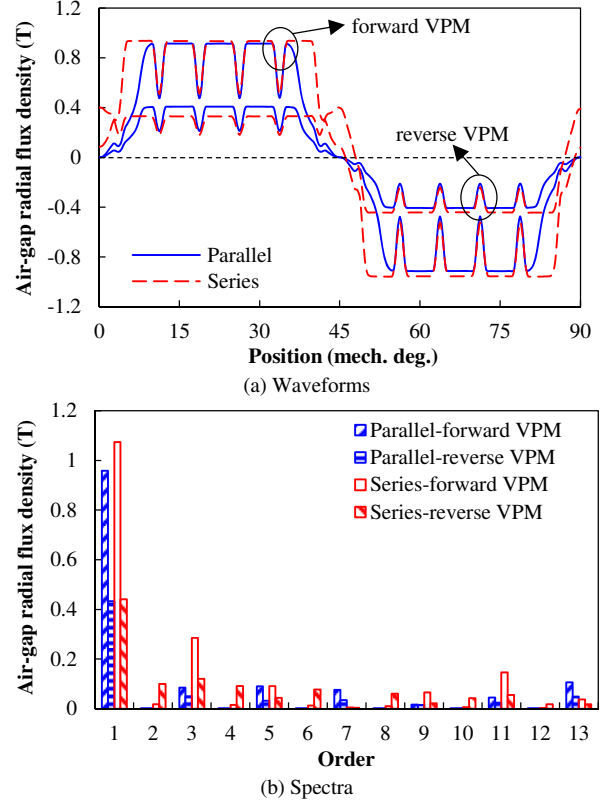 Air-gap radial flux density (T)
1.2
0.8
0.4
0
-0.4
-0.8
-1.2
forward VPM
reverse VPM
Parallel
Series
0 15 30 45 60 75 90
Position (mech. deg.)
(a) Waveforms
Air-gap radial flux density (T)
1.2
1
0.8
0.6
0.4
0.2
0
Parallel-forward VPM
Parallel-reverse VPM
Series-forward VPM
Series-reverse VPM
1 2 3 4 5 6 7 8 9 10 11 12 13
Order
(b) Spectra